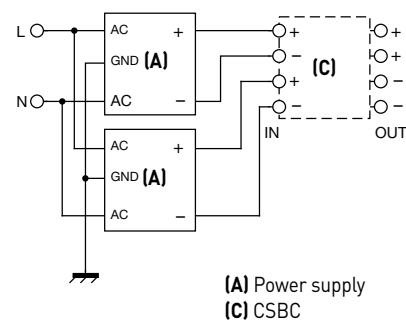 L AC + +  +
GND (A) – +
(C)
N AC – + –
– –
AC + IN OUT
GND (A)
AC –
(A) Power supply
(C) CSBC